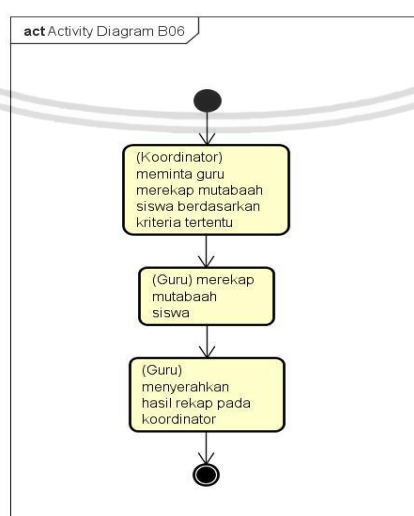 act Activity Diagram B06
(Koordinator)
meminta guru
merekap mutabaah
siswa berdasarkan
kriteria tertentu
(Guru) merekap
mutabaah
siswa
(Guru)
menyerahkan
hasil rekap pada
koordinator